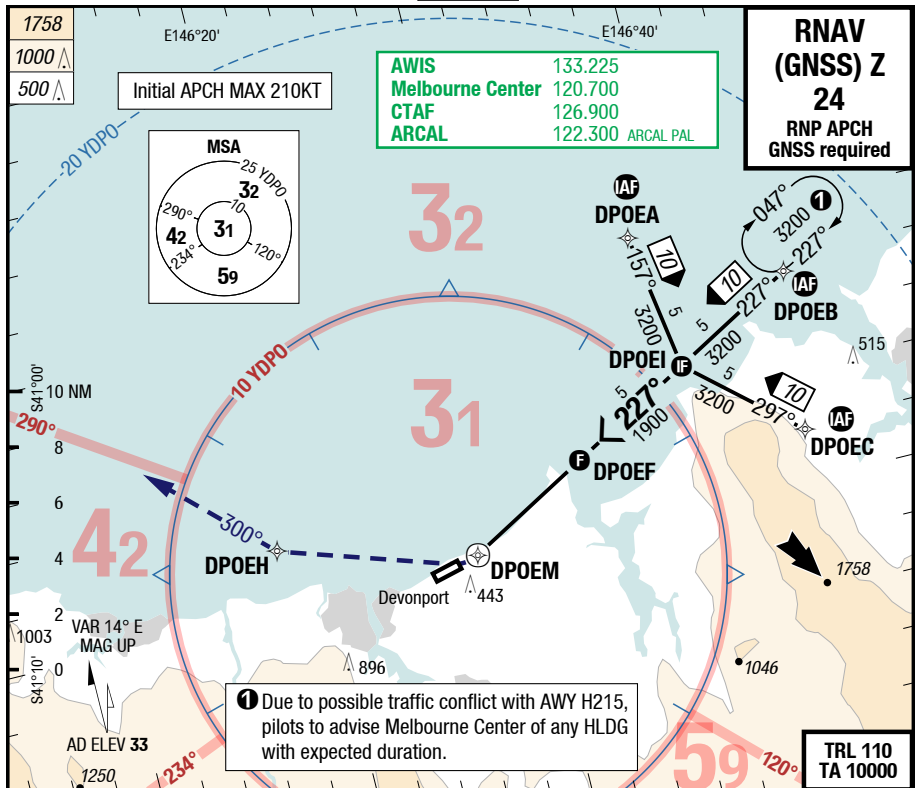 1758
1000
500
E146°20'
E146°40'
Initial APCH MAX 210KT
AWIS 133.225
Melbourne Center 120.700
CTAF 126.900
ARCAL 122.300 ARCAL PAL
RNAV
(GNSS) Z
24
RNP APCH
GNSS required
20 YDPO
MSA
25 YDPO
32
10
290°
42
31
234°
120°
59
32
IAF
DPOEA
157°
10
5
3200
047°
3200 1
227°
IAF
DPOEB
227°
10
5
3200
515
DPOEI
IF
5
3200
297°
10
IAF
DPOEC
5
227°
1900
F
DPOEF
S41°00'
10 NM
8
6
4
2
0
S41°10'
10 YDPO
31
290°
42
300°
DPOEH
DPOEM
Devonport
443
1758
1003
VAR 14° E
MAG UP
896
1046
1 Due to possible traffic conflict with AWY H215,
pilots to advise Melbourne Center of any HLDG
with expected duration.
AD ELEV 33
1250
234°
59
120°
TRL 110
TA 10000